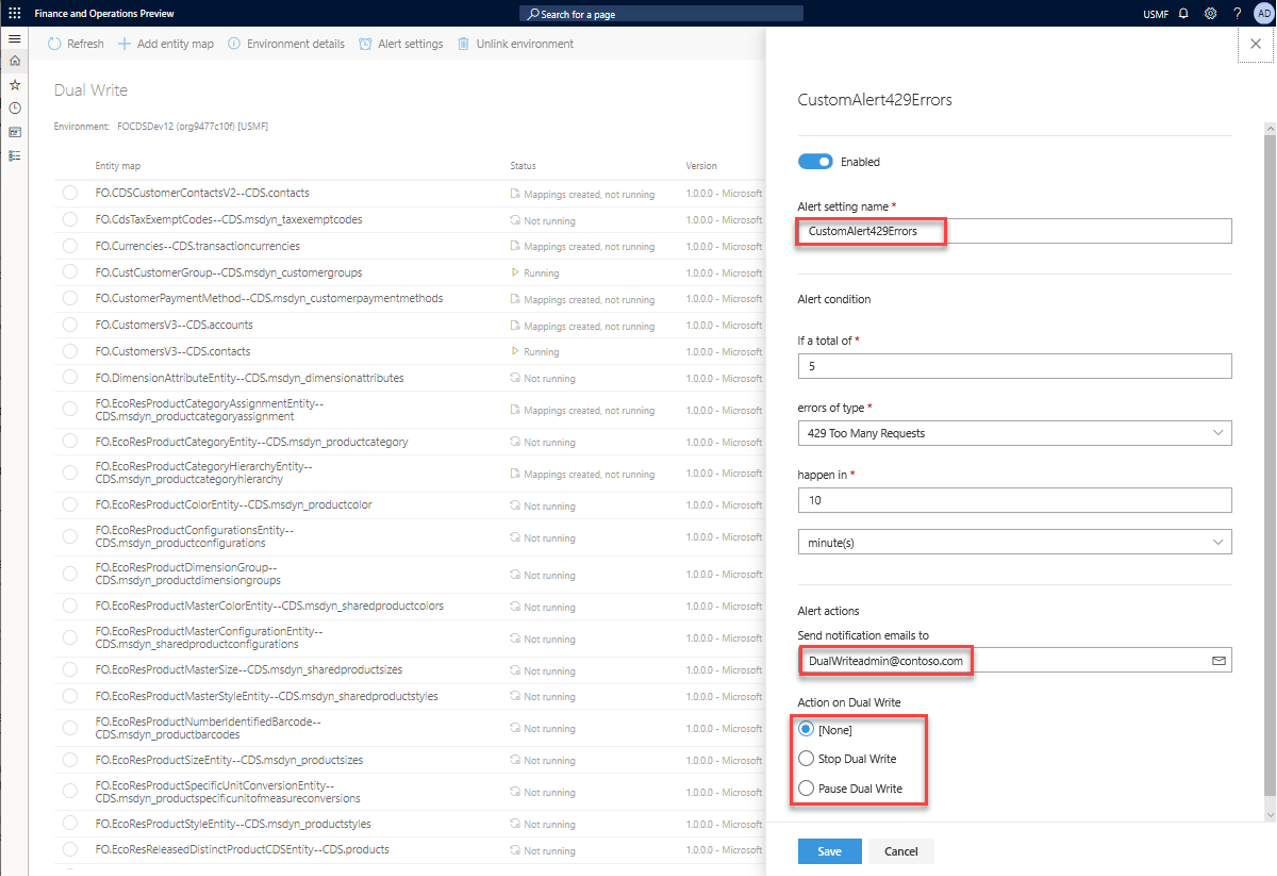 Finance and Operations Preview
Search for a page
USMF
?
AD
Refresh
Add entity map
Environment details
Alert settings
Unlink environment
Dual Write
Environment: FOCDSDev12 (org9477c10f) [USMF]
Entity map Status Version
FO.CDSCustomerContactsV2--CDS.contacts Mappings created, not running 1.0.0.0 - Microsoft
FO.CdsTaxExemptCodes--CDS.msdyn_taxexemptcodes Not running 1.0.0.0 - Microsoft
FO.Currencies--CDS.transactioncurrencies Mappings created, not running 1.0.0.0 - Microsoft
FO.CustCustomerGroup--CDS.msdyn_customergroups Running 1.0.0.0 - Microsoft
FO.CustomerPaymentMethod--CDS.msdyn_customerpaymentmethods Mappings created, not running 1.0.0.0 - Microsoft
FO.CustomersV3--CDS.accounts Mappings created, not running 1.0.0.0 - Microsoft
FO.CustomersV3--CDS.contacts Running 1.0.0.0 - Microsoft
FO.DimensionAttributeEntity--CDS.msdyn_dimensionattributes Not running 1.0.0.0 - Microsoft
FO.EcoResProductCategoryAssignmentEntity--
CDS.msdyn_productcategoryassignment Mappings created, not running 1.0.0.0 - Microsoft
FO.EcoResProductCategoryEntity--CDS.msdyn_productcategory Not running 1.0.0.0 - Microsoft
FO.EcoResProductCategoryHierarchyEntity--
CDS.msdyn_productcategoryhierarchy Mappings created, not running 1.0.0.0 - Microsoft
FO.EcoResProductColorEntity--CDS.msdyn_productcolor Not running 1.0.0.0 - Microsoft
FO.EcoResProductConfigurationsEntity--
CDS.msdyn_productconfigurations Not running 1.0.0.0 - Microsoft
FO.EcoResProductDimensionGroup--
CDS.msdyn_productdimensiongroups Not running 1.0.0.0 - Microsoft
FO.EcoResProductMasterColorEntity--CDS.msdyn_sharedproductcolors Not running 1.0.0.0 - Microsoft
FO.EcoResProductMasterConfigurationEntity--
CDS.msdyn_sharedproductconfigurations Not running 1.0.0.0 - Microsoft
FO.EcoResProductMasterSize--CDS.msdyn_sharedproductsizes Not running 1.0.0.0 - Microsoft
FO.EcoResProductMasterStyleEntity--CDS.msdyn_sharedproductstyles Not running 1.0.0.0 - Microsoft
FO.EcoResProductNumberIdentifiedBarcode--
CDS.msdyn_productbarcodes Not running 1.0.0.0 - Microsoft
FO.EcoResProductSizeEntity--CDS.msdyn_productsizes Not running 1.0.0.0 - Microsoft
FO.EcoResProductSpecificUnitConversionEntity--
CDS.msdyn_productspecificunitofmeasureconversions Not running 1.0.0.0 - Microsoft
FO.EcoResProductStyleEntity--CDS.msdyn_productstyles Not running 1.0.0.0 - Microsoft
FO.EcoResReleasedDistinctProductCDSEntity--CDS.products Not running 1.0.0.0 - Microsoft
CustomAlert429Errors
Enabled
Alert setting name *
CustomAlert429Errors
Alert condition
If a total of *
5
errors of type *
429 Too Many Requests
happen in *
10
minute(s)
Alert actions
Send notification emails to
DualWriteadmin@contoso.com
Action on Dual Write
[None]
Stop Dual Write
Pause Dual Write
Save
Cancel